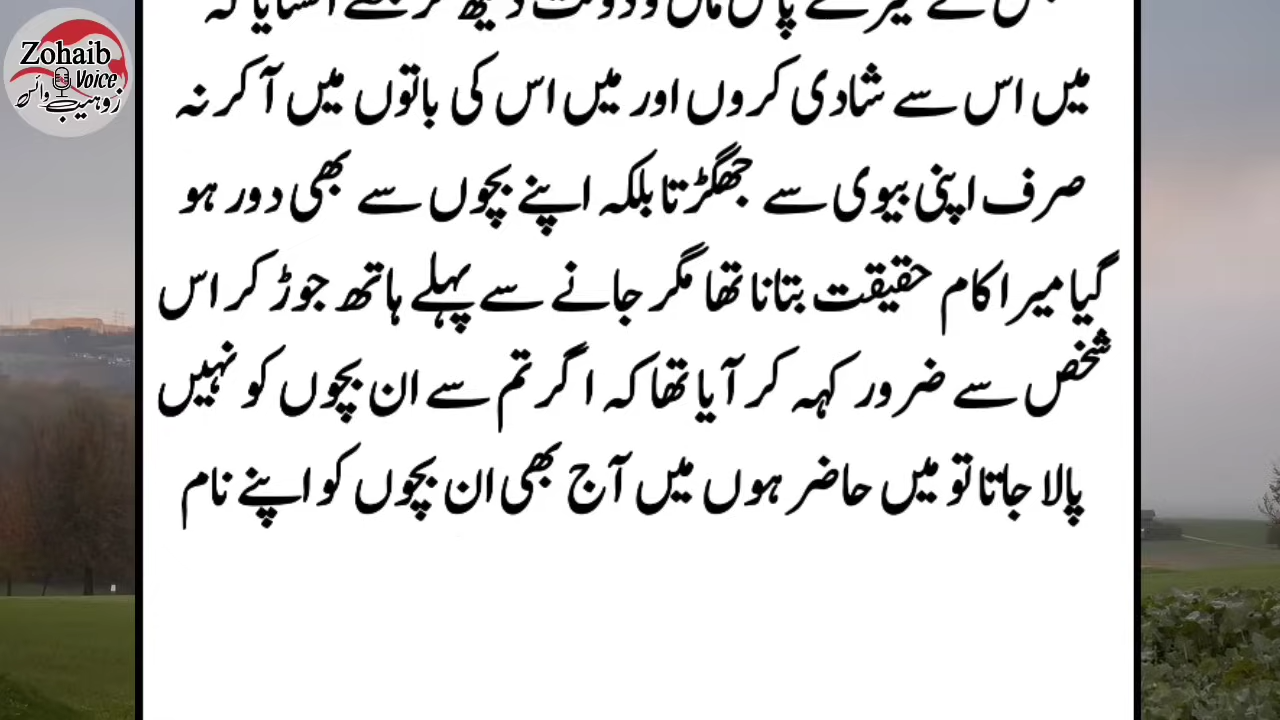 Zohaib
Voice
زوہیب وائس
میں اس سے شادی کروں اور میں اس کی باتوں میں آ کر نہ
صرف اپنی بیوی سے جھگڑتا بلکہ اپنے بچوں سے بھی دور ہو
گیا میرا کام حقیقت بتانا تھا مگر جانے سے پہلے ہاتھ جوڑ کر اس
شخص سے ضرور کہہ کر آیا تھا کہ اگر تم سے ان بچوں کو نہیں
پالا جاتا تو میں حاضر ہوں میں آج بھی ان بچوں کو اپنے نام